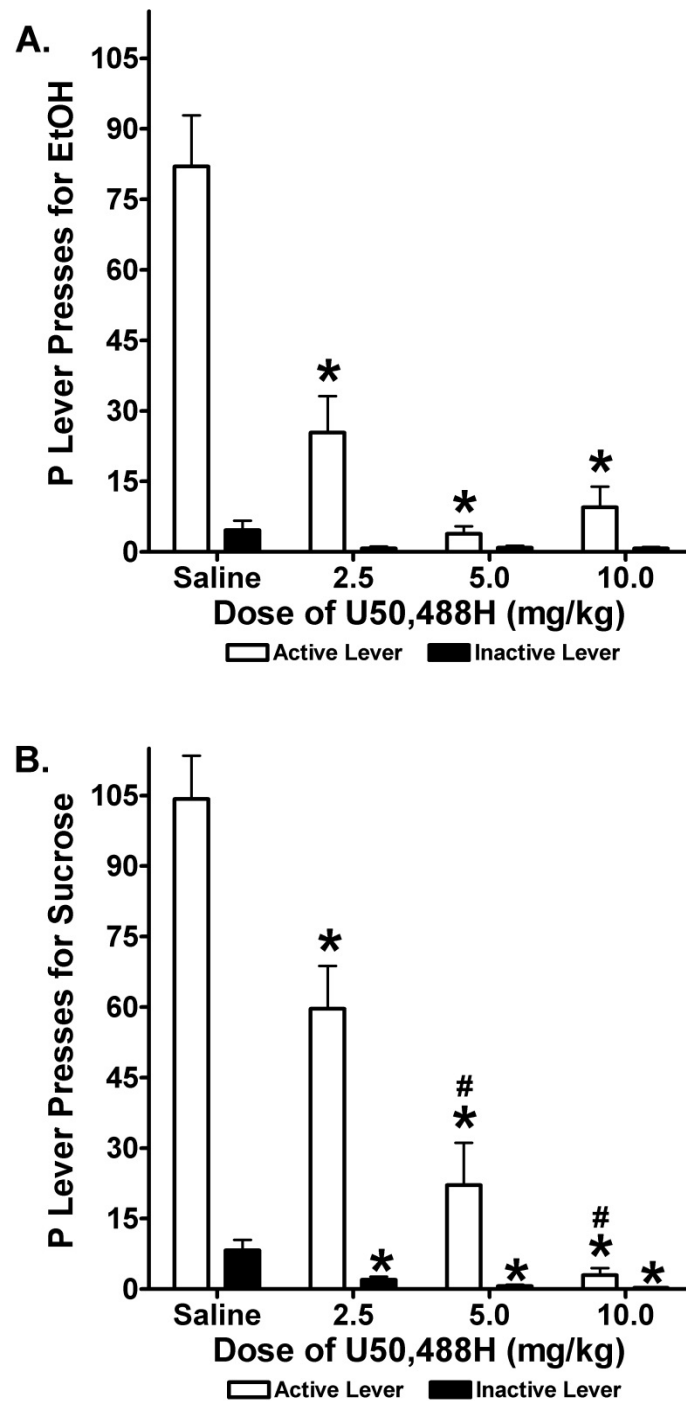 A.
P Lever Presses for EtOH
105
90
75
60
45
30
15
0
*
*
*
Saline 2.5 5.0 10.0
Dose of U50,488H (mg/kg)
Active Lever Inactive Lever
B.
P Lever Presses for Sucrose
105
90
75
60
45
30
15
0
*
*
#
*
*
#
*
*
Saline 2.5 5.0 10.0
Dose of U50,488H (mg/kg)
Active Lever Inactive Lever